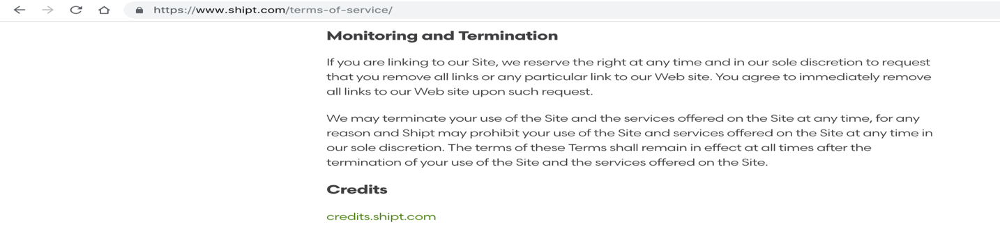 https://www.shipt.com/terms-of-service/
Monitoring and Termination
If you are linking to our Site, we reserve the right at any time and in our sole discretion to request
that you remove all links or any particular link to our Web site. You agree to immediately remove
all links to our Web site upon such request.
We may terminate your use of the Site and the services offered on the Site at any time, for any
reason and Shipt may prohibit your use of the Site and services offered on the Site at any time in
our sole discretion. The terms of these Terms shall remain in effect at all times after the
termination of your use of the Site and the services offered on the Site.
Credits
credits.shipt.com